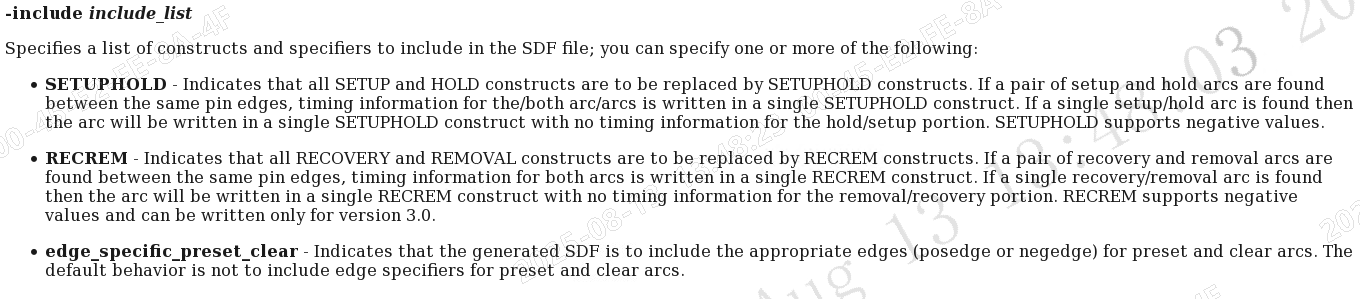 -include include_list
Specifies a list of constructs and specifiers to include in the SDF file; you can specify one or more of the following:
• SETUPHOLD - Indicates that all SETUP and HOLD constructs are to be replaced by SETUPHOLD constructs. If a pair of setup and hold arcs are found
between the same pin edges, timing information for the/both arc/arcs is written in a single SETUPHOLD construct. If a single setup/hold arc is found then
the arc will be written in a single SETUPHOLD construct with no timing information for the hold/setup portion. SETUPHOLD supports negative values.
• RECREM - Indicates that all RECOVERY and REMOVAL constructs are to be replaced by RECREM constructs. If a pair of recovery and removal arcs are
found between the same pin edges, timing information for both arcs is written in a single RECREM construct. If a single recovery/removal arc is found
then the arc will be written in a single RECREM construct with no timing information for the removal/recovery portion. RECREM supports negative
values and can be written only for version 3.0.
• edge_specific_preset_clear - Indicates that the generated SDF is to include the appropriate edges (posedge or negedge) for preset and clear arcs. The
default behavior is not to include edge specifiers for preset and clear arcs.